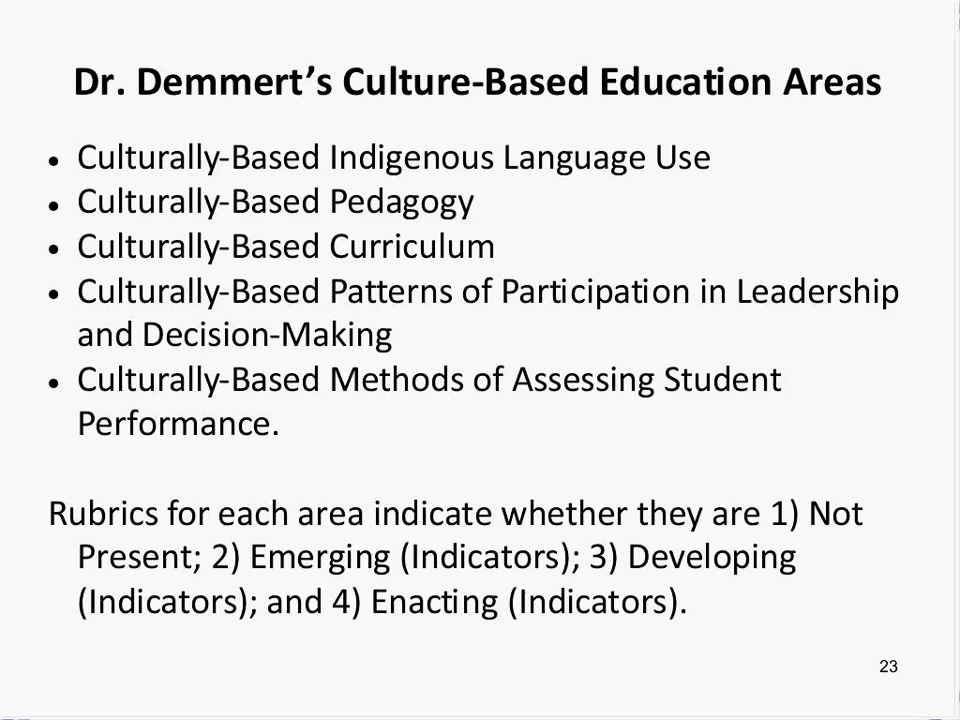 Dr. Demmert’s Culture-Based Education Areas
• Culturally-Based Indigenous Language Use
• Culturally-Based Pedagogy
• Culturally-Based Curriculum
• Culturally-Based Patterns of Participation in Leadership
and Decision-Making
• Culturally-Based Methods of Assessing Student
Performance.
Rubrics for each area indicate whether they are 1) Not
Present; 2) Emerging (Indicators); 3) Developing
(Indicators); and 4) Enacting (Indicators).
23